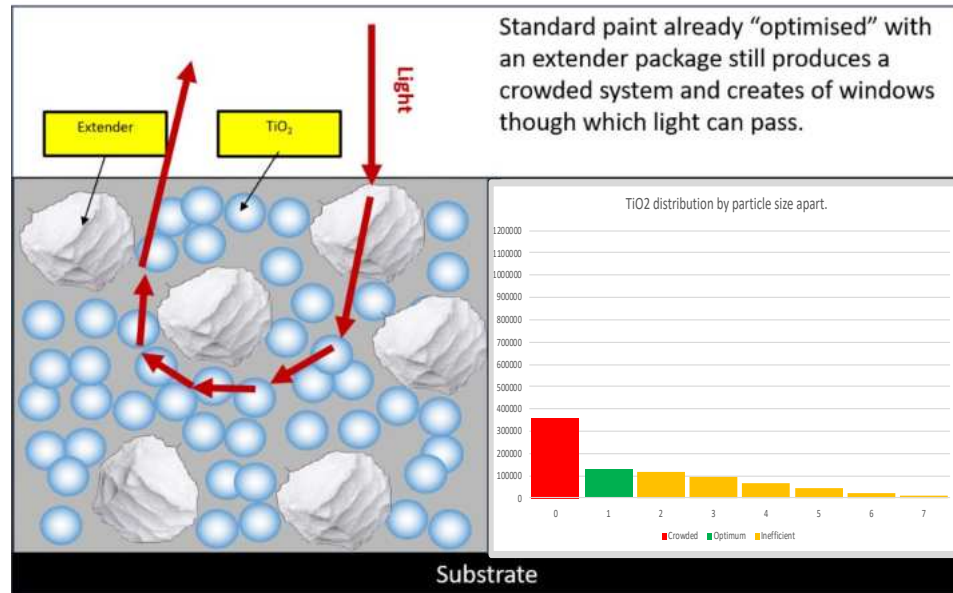 Standard paint already “optimised” with
an extender package still produces a
crowded system and creates of windows
though which light can pass.
Light
Extender
TiO₂
TiO2 distribution by particle size apart.
1200000
1100000
1000000
900000
800000
700000
600000
500000
400000
300000
200000
100000
0
0 1 2 3 4 5 6 7
Crowded Optimum Inefficient
Substrate